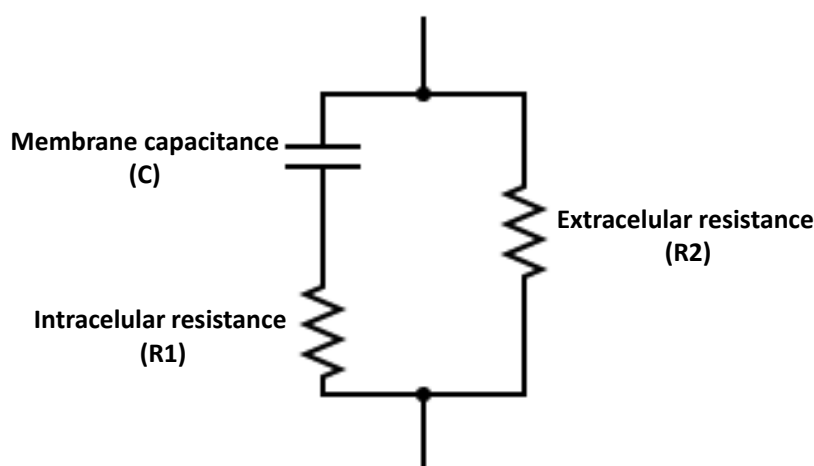 Membrane capacitance
(C)
Extracelular resistance
(R2)
Intracelular resistance
(R1)